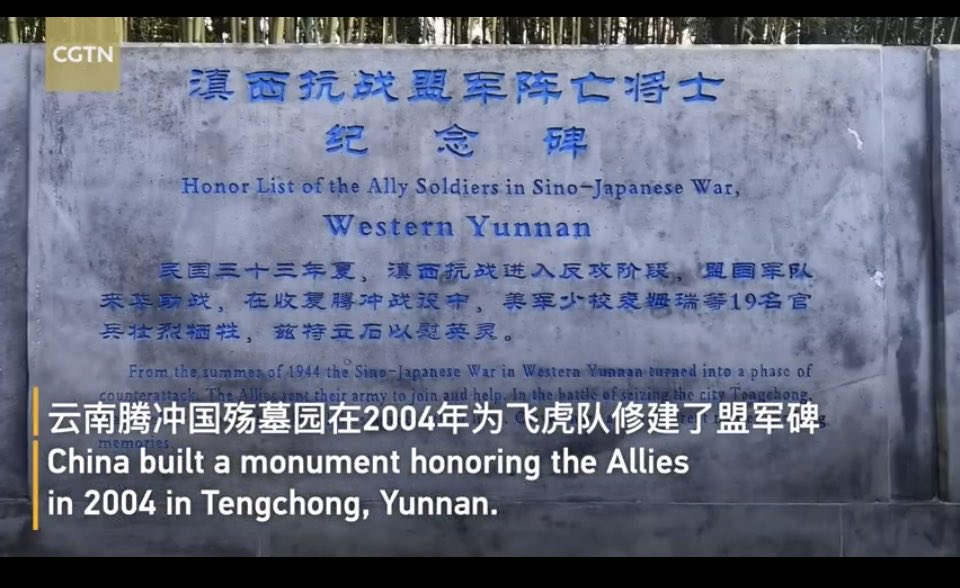 CGTN
滇西抗战盟军阵亡将士
纪念碑
Honor List of the Ally Soldiers in Sino-Japanese War,
Western Yunnan
民国三十三年夏，滇西抗战进入反攻阶段，盟国军队
来华助战，在收复腾冲战役中，美军少校麦姆瑞等19名官
兵壮烈牺牲，兹特立石以慰英灵。
From the summer of 1944 the Sino-Japanese War in Western Yunnan turned into a phase of
counterattack. The Allies sent their army to join and help. In the battle of seizing the city Tengchong,
memories.
云南腾冲国殇墓园在2004年为飞虎队修建了盟军碑
China built a monument honoring the Allies
in 2004 in Tengchong, Yunnan.